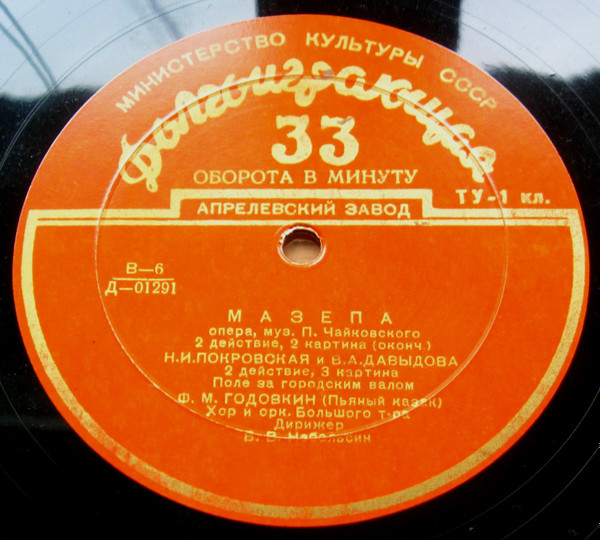 МИНИСТЕРСТВО КУЛЬТУРЫ СССР
Долгоиграющая
33
ОБОРОТА В МИНУТУ
ТУ-1 кл.
АПРЕЛЕВСКИЙ ЗАВОД
В—6
Д—01291
МАЗЕПА
опера, муз. П. Чайковского
2 действие, 2 картина (оконч.)
Н.И.ПОКРОВСКАЯ и В.А.ДАВЫДОВА
2 действие, 3 картина
Поле за городским валом
Ф. М. ГОДОВКИН (Пьяный казак)
Хор и орк. Большого т-ра
Дирижер
В. В. Небольсин